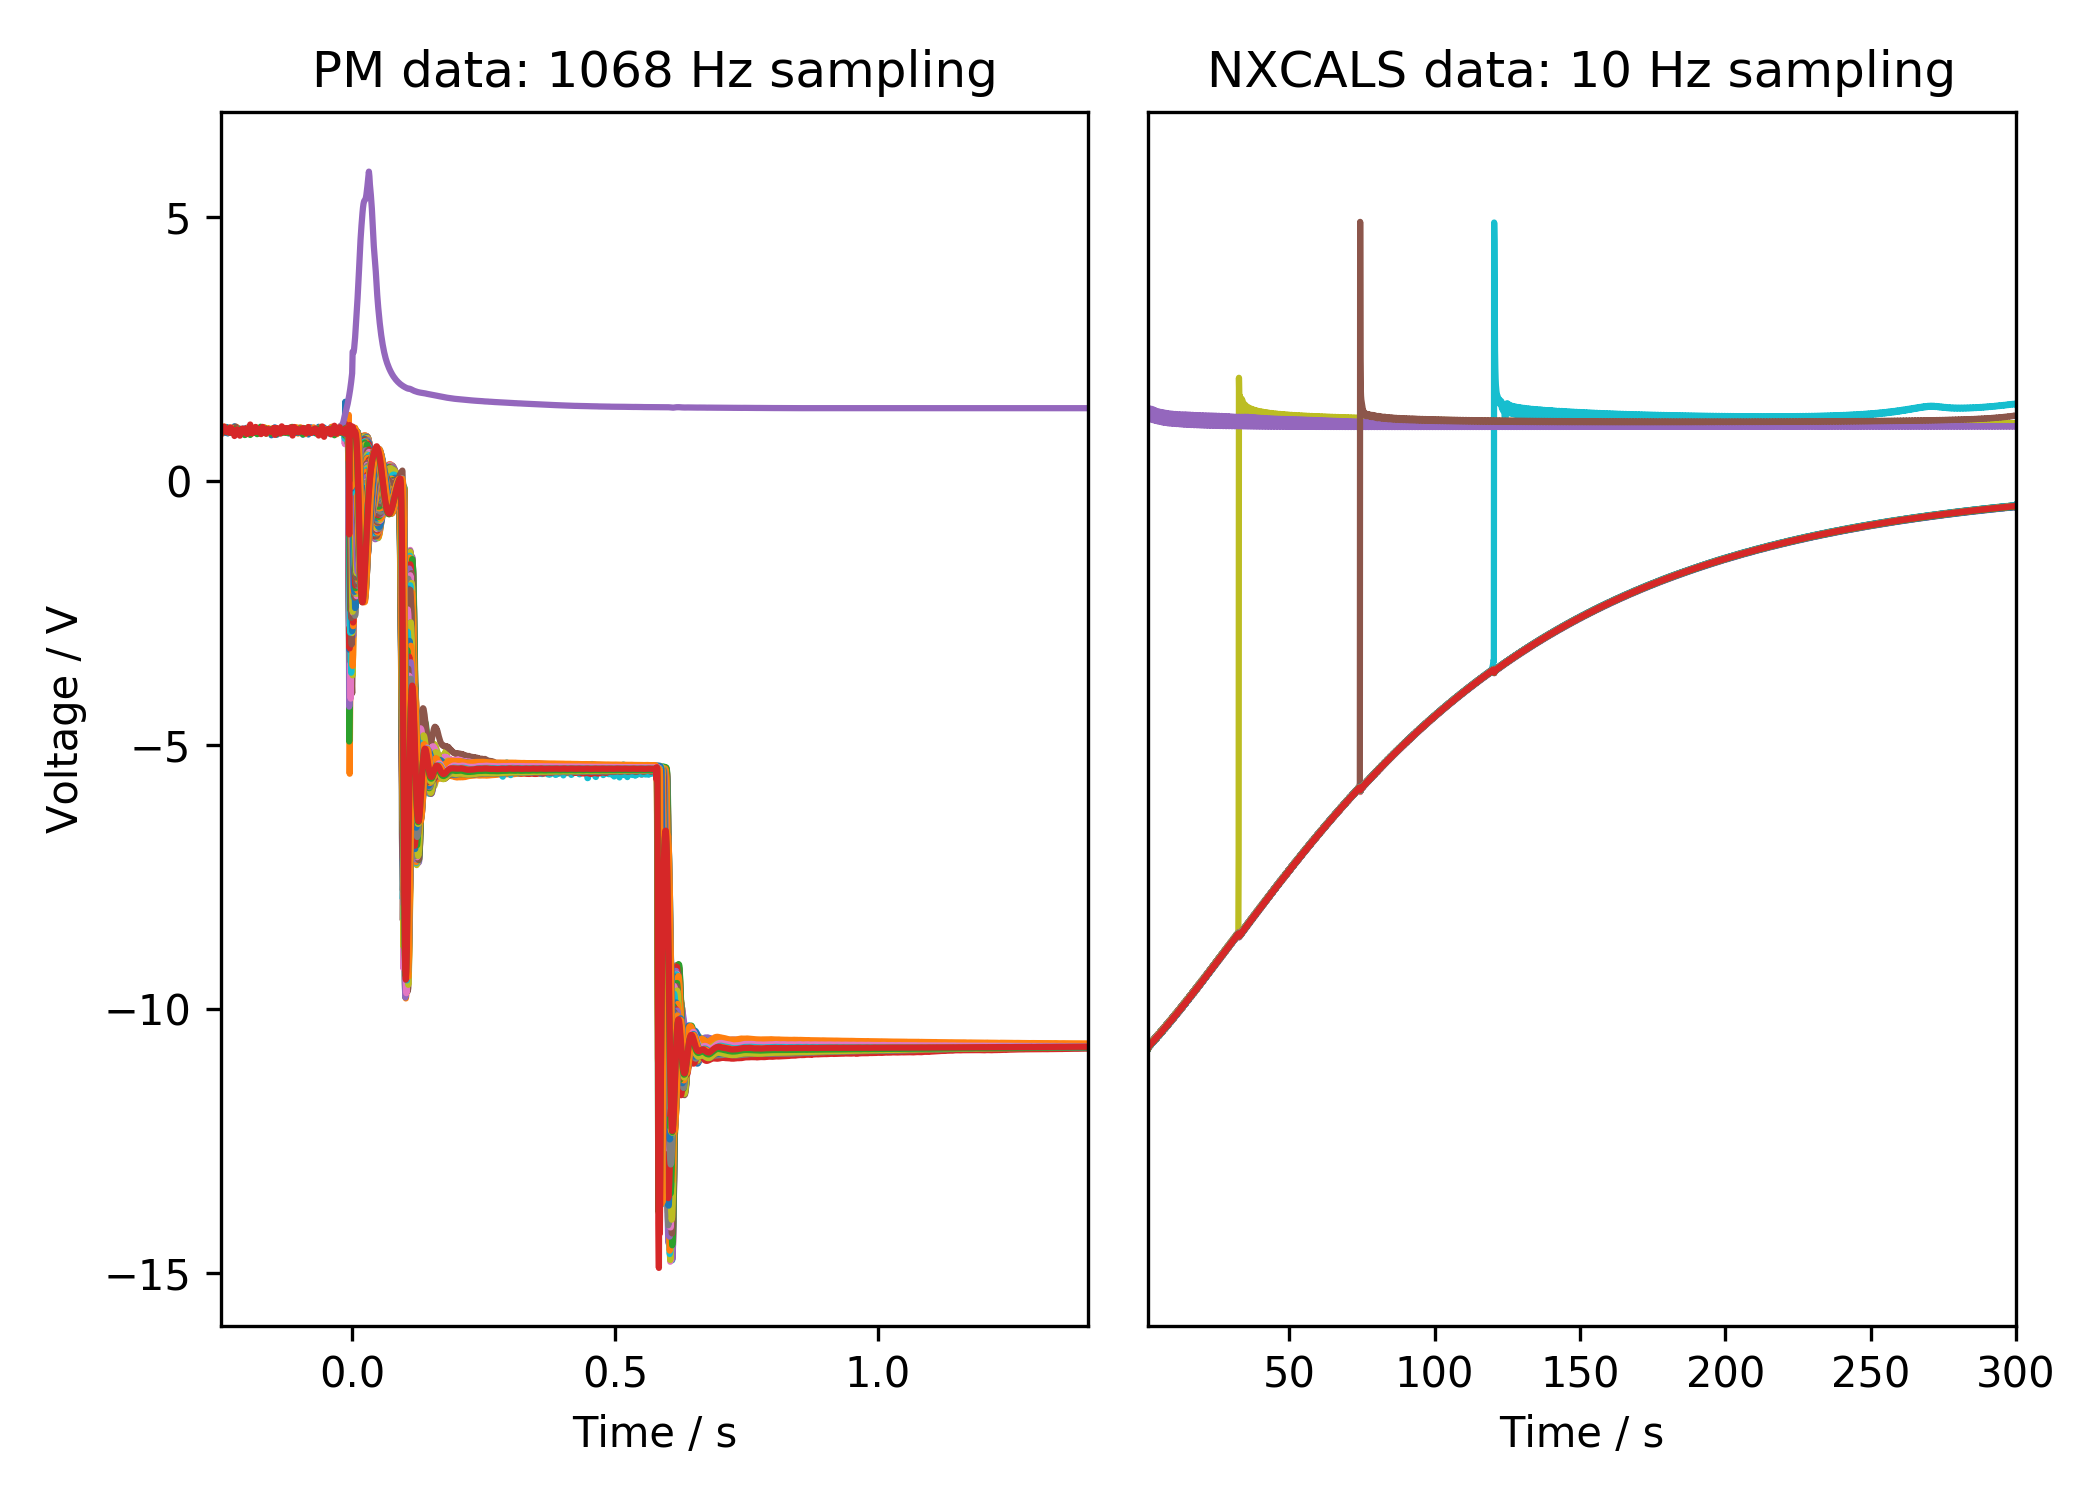 PM data: 1068 Hz sampling
NXCALS data: 10 Hz sampling
Voltage / V
5
0
−5
−10
−15
0.0 0.5 1.0
50 100 150 200 250 300
Time / s
Time / s